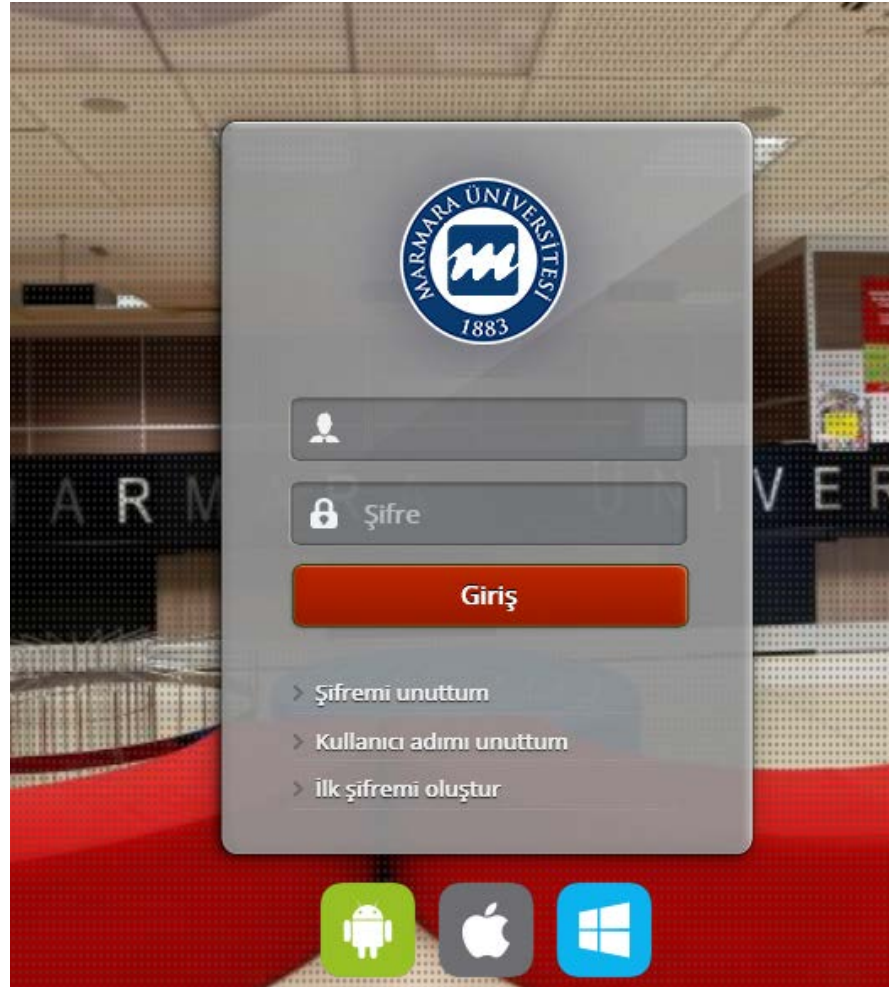 MARMARA ÜNİVERSİTESİ
1883
Şifre
Giriş
Şifremi unuttum
Kullanıcı adımı unuttum
İlk şifremi oluştur